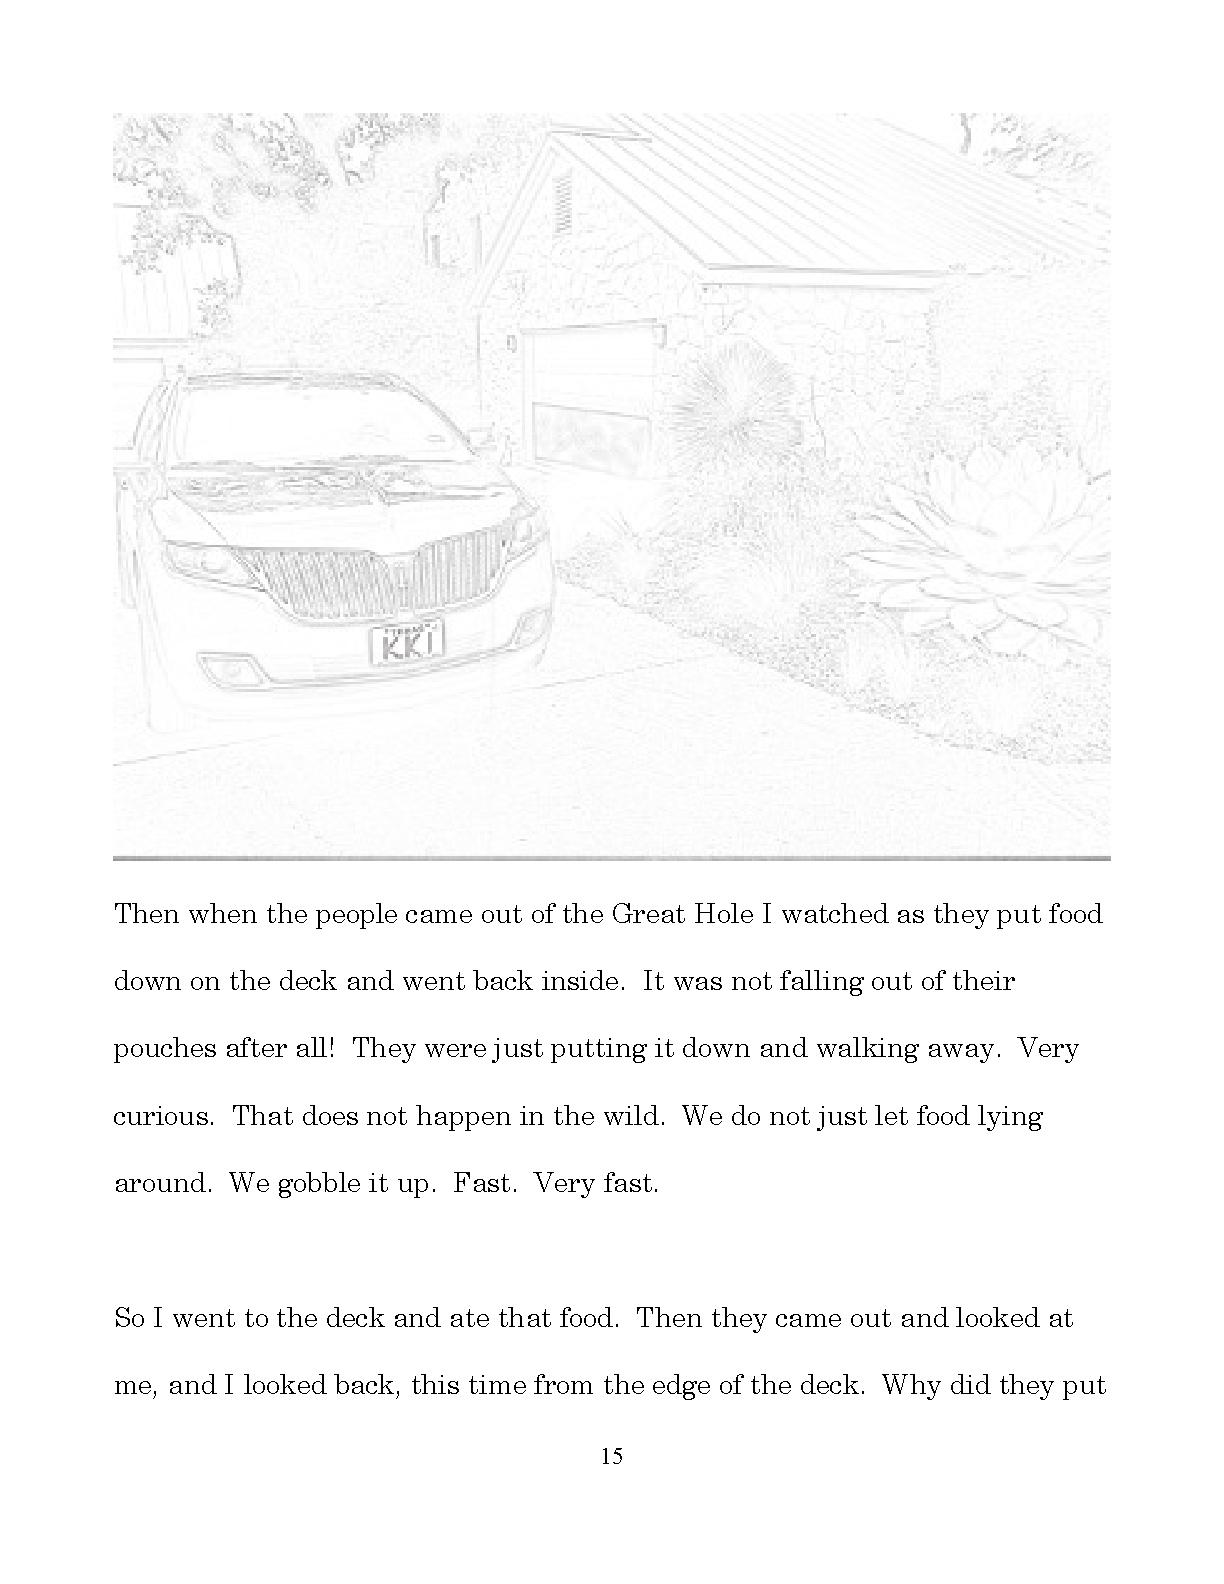 KKI
Then when the people came out of the Great Hole I watched as they put food
down on the deck and went back inside.  It was not falling out of their
pouches after all!  They were just putting it down and walking away.  Very
curious.  That does not happen in the wild.  We do not just let food lying
around.  We gobble it up.  Fast.  Very fast.
So I went to the deck and ate that food.  Then they came out and looked at
me, and I looked back, this time from the edge of the deck.  Why did they put
15